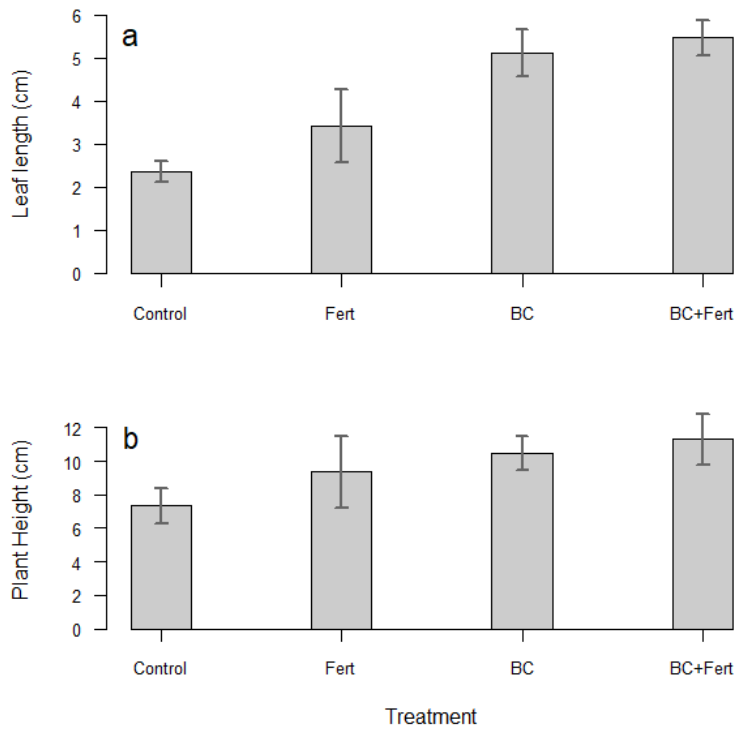 a
Leaf length (cm)
6
5
4
3
2
1
0
Control Fert BC BC+Fert
b
Plant Height (cm)
12
10
8
6
4
2
0
Control Fert BC BC+Fert
Treatment